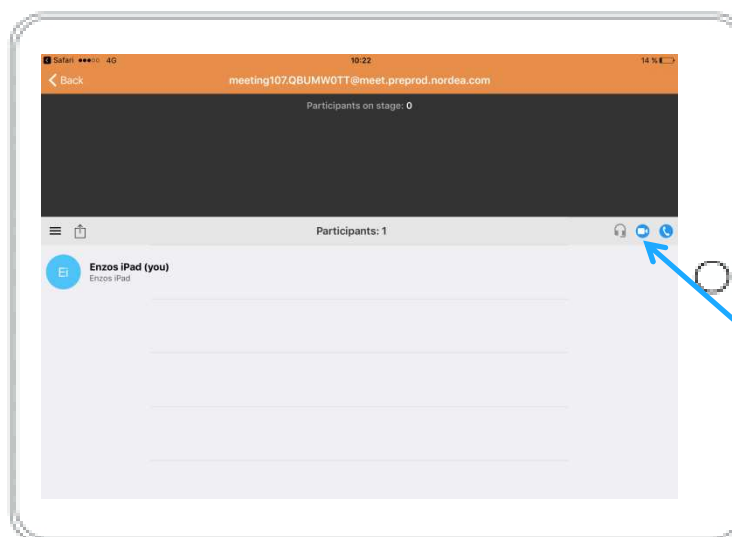 Safari 4G 10:22 14 %
Back meeting107.QBUMW0TT@meet.preprod.nordea.com
Participants on stage: 0
Participants: 1
Ei Enzos iPad (you)
Enzos iPad